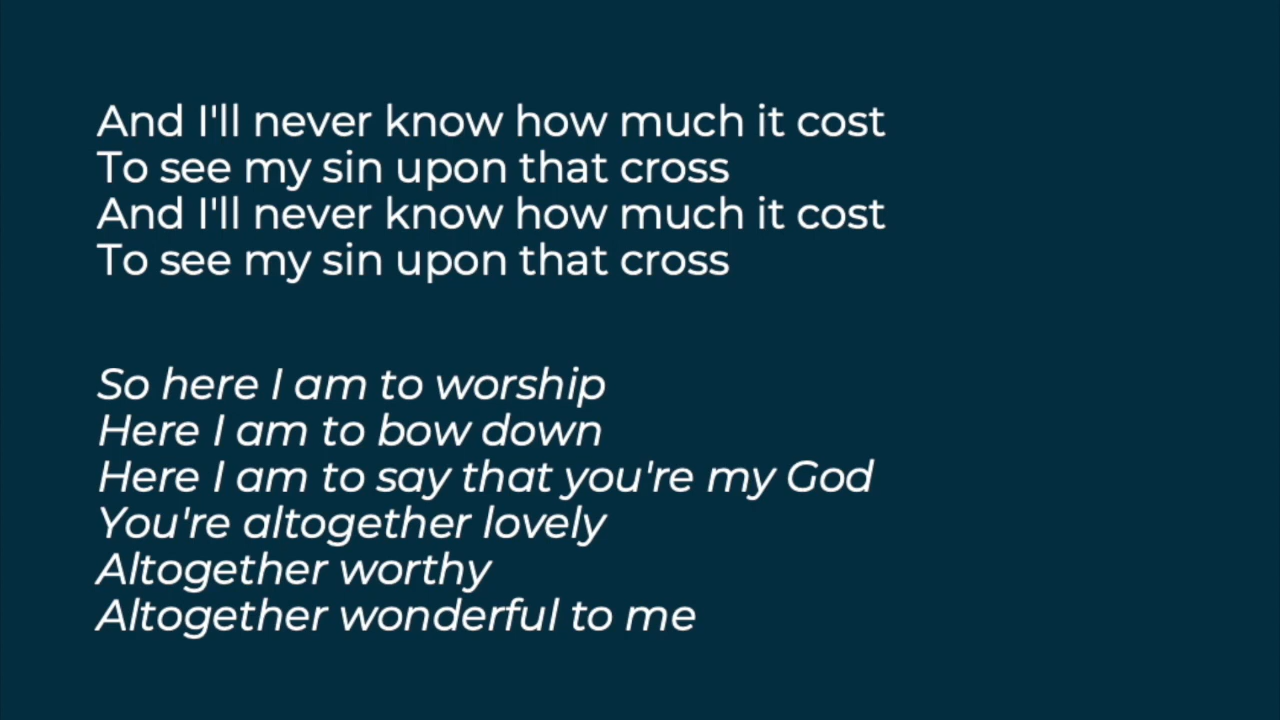 And I'll never know how much it cost
To see my sin upon that cross
And I'll never know how much it cost
To see my sin upon that cross
So here I am to worship
Here I am to bow down
Here I am to say that you're my God
You're altogether lovely
Altogether worthy
Altogether wonderful to me